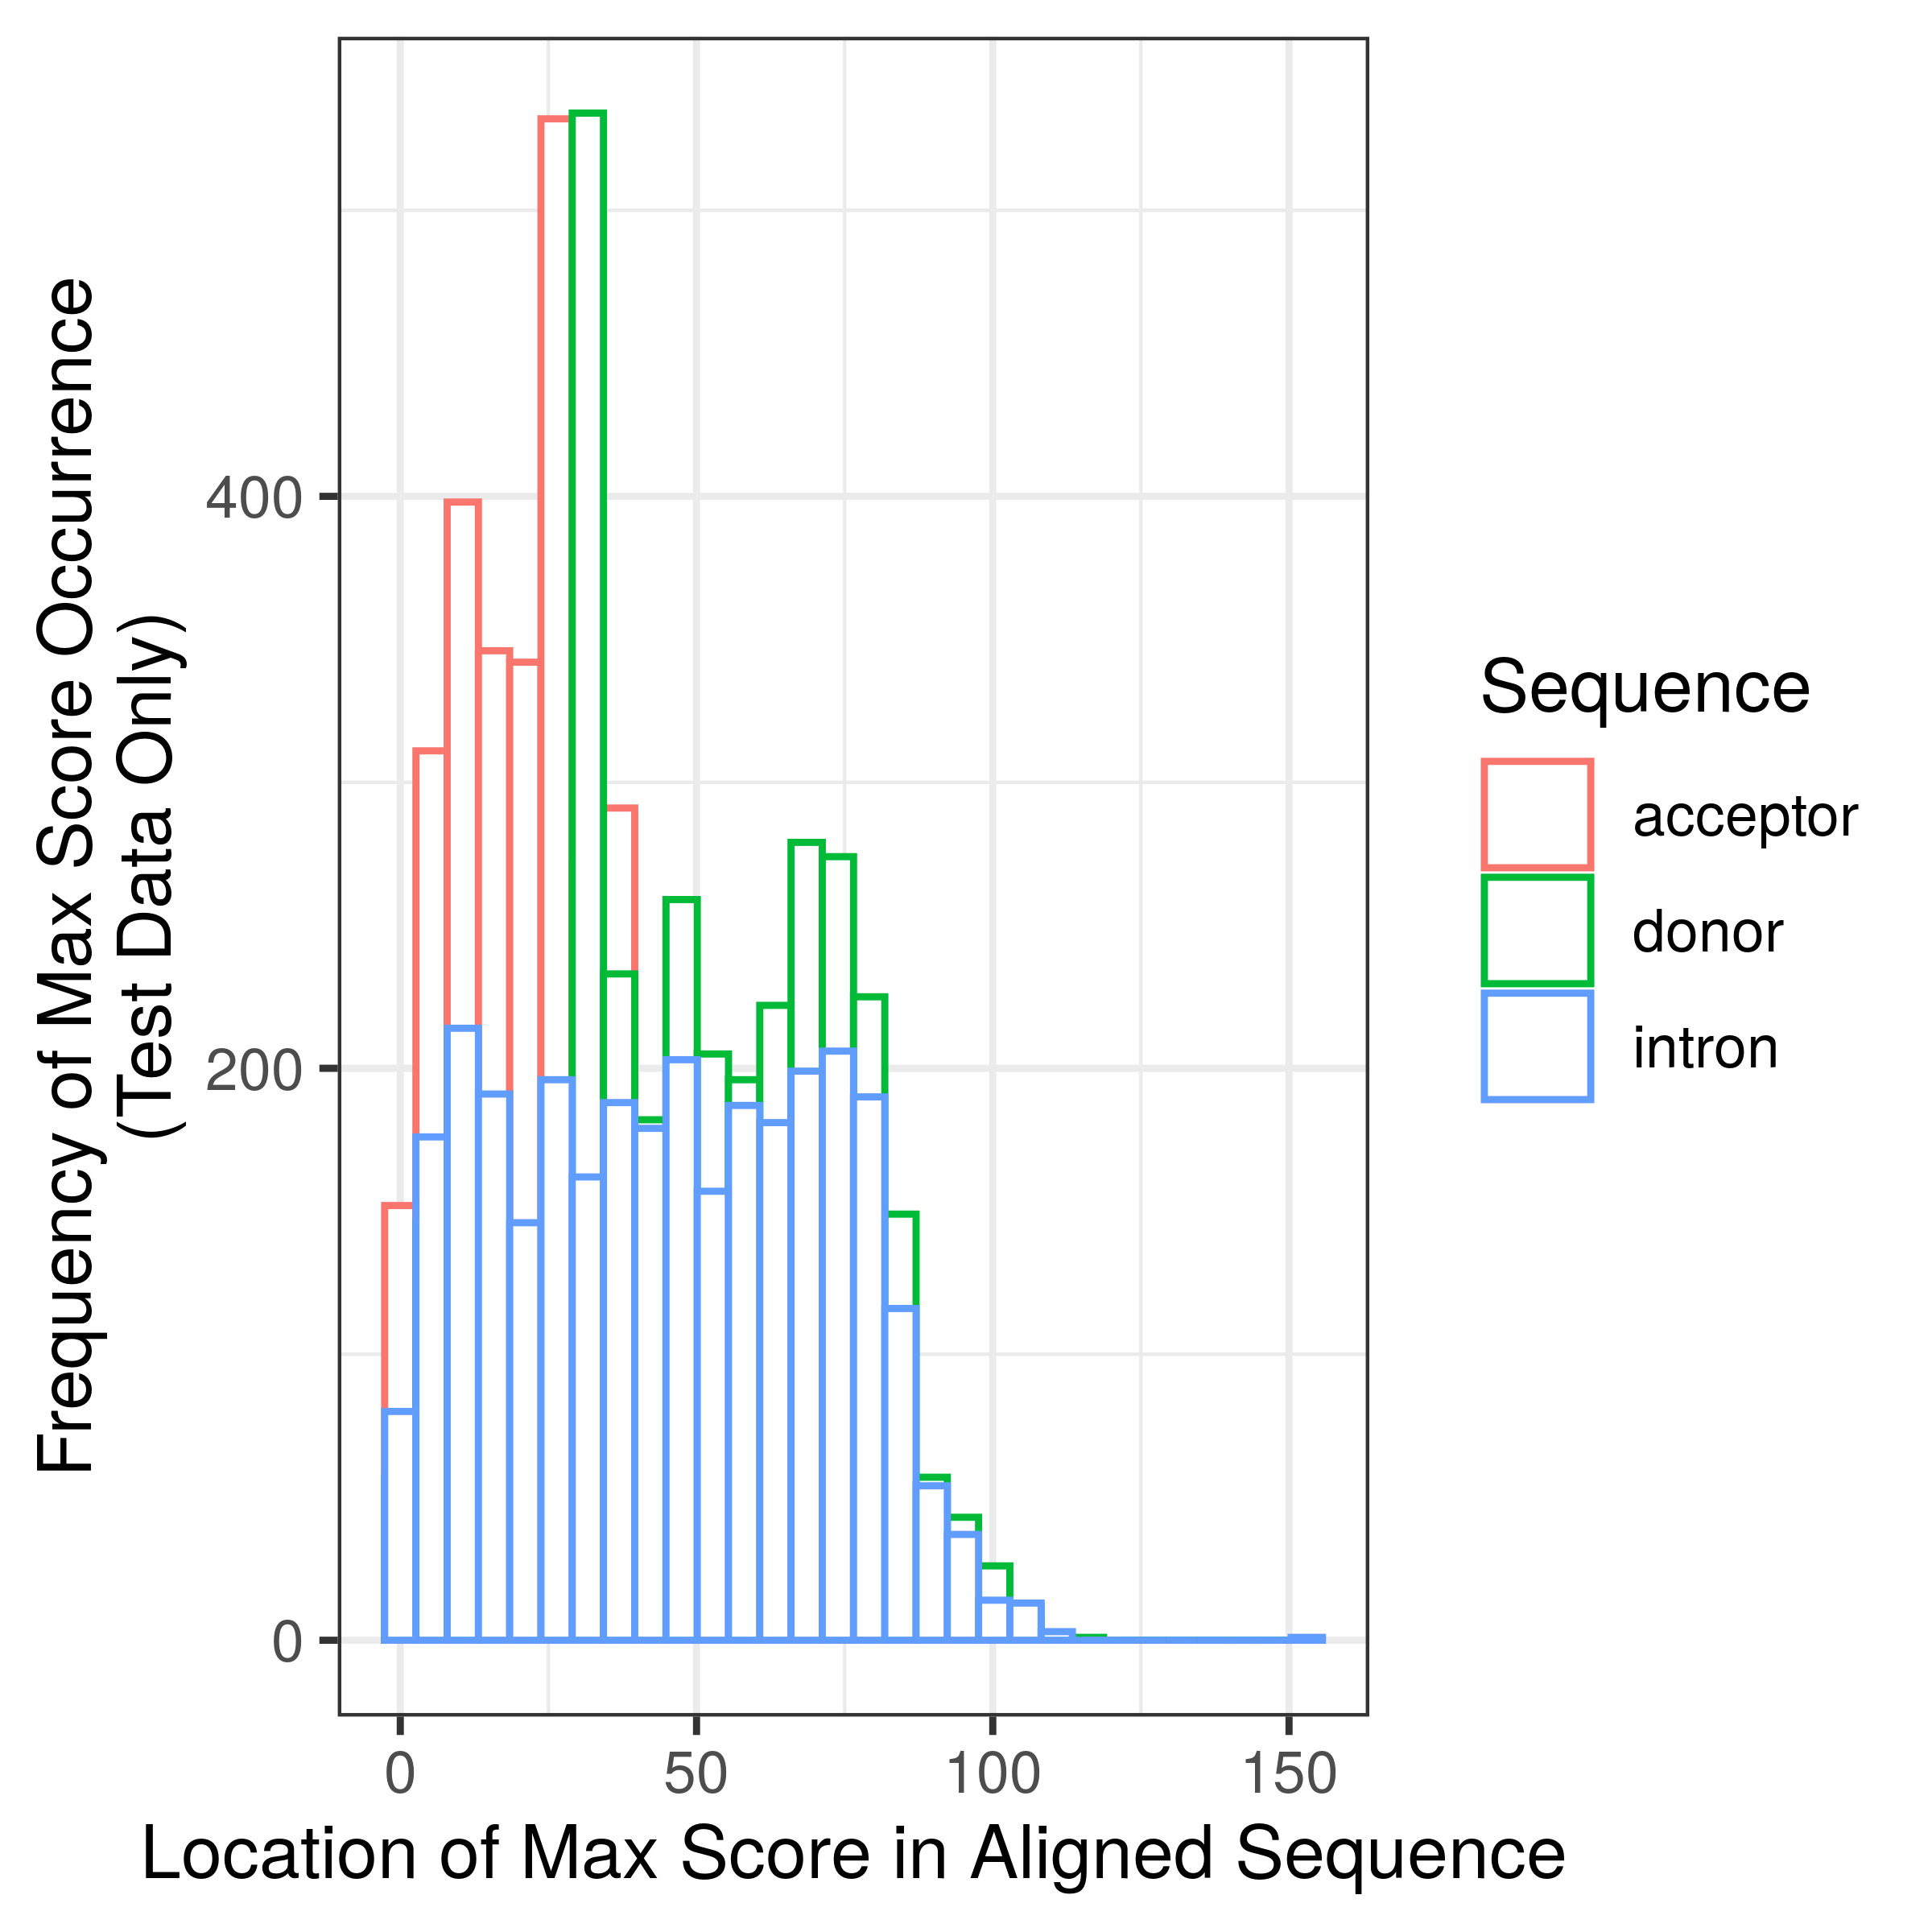 Frequency of Max Score Occurrence
(Test Data Only)
400
200
0
0 50 100 150
Location of Max Score in Aligned Sequence
Sequence
acceptor
donor
intron